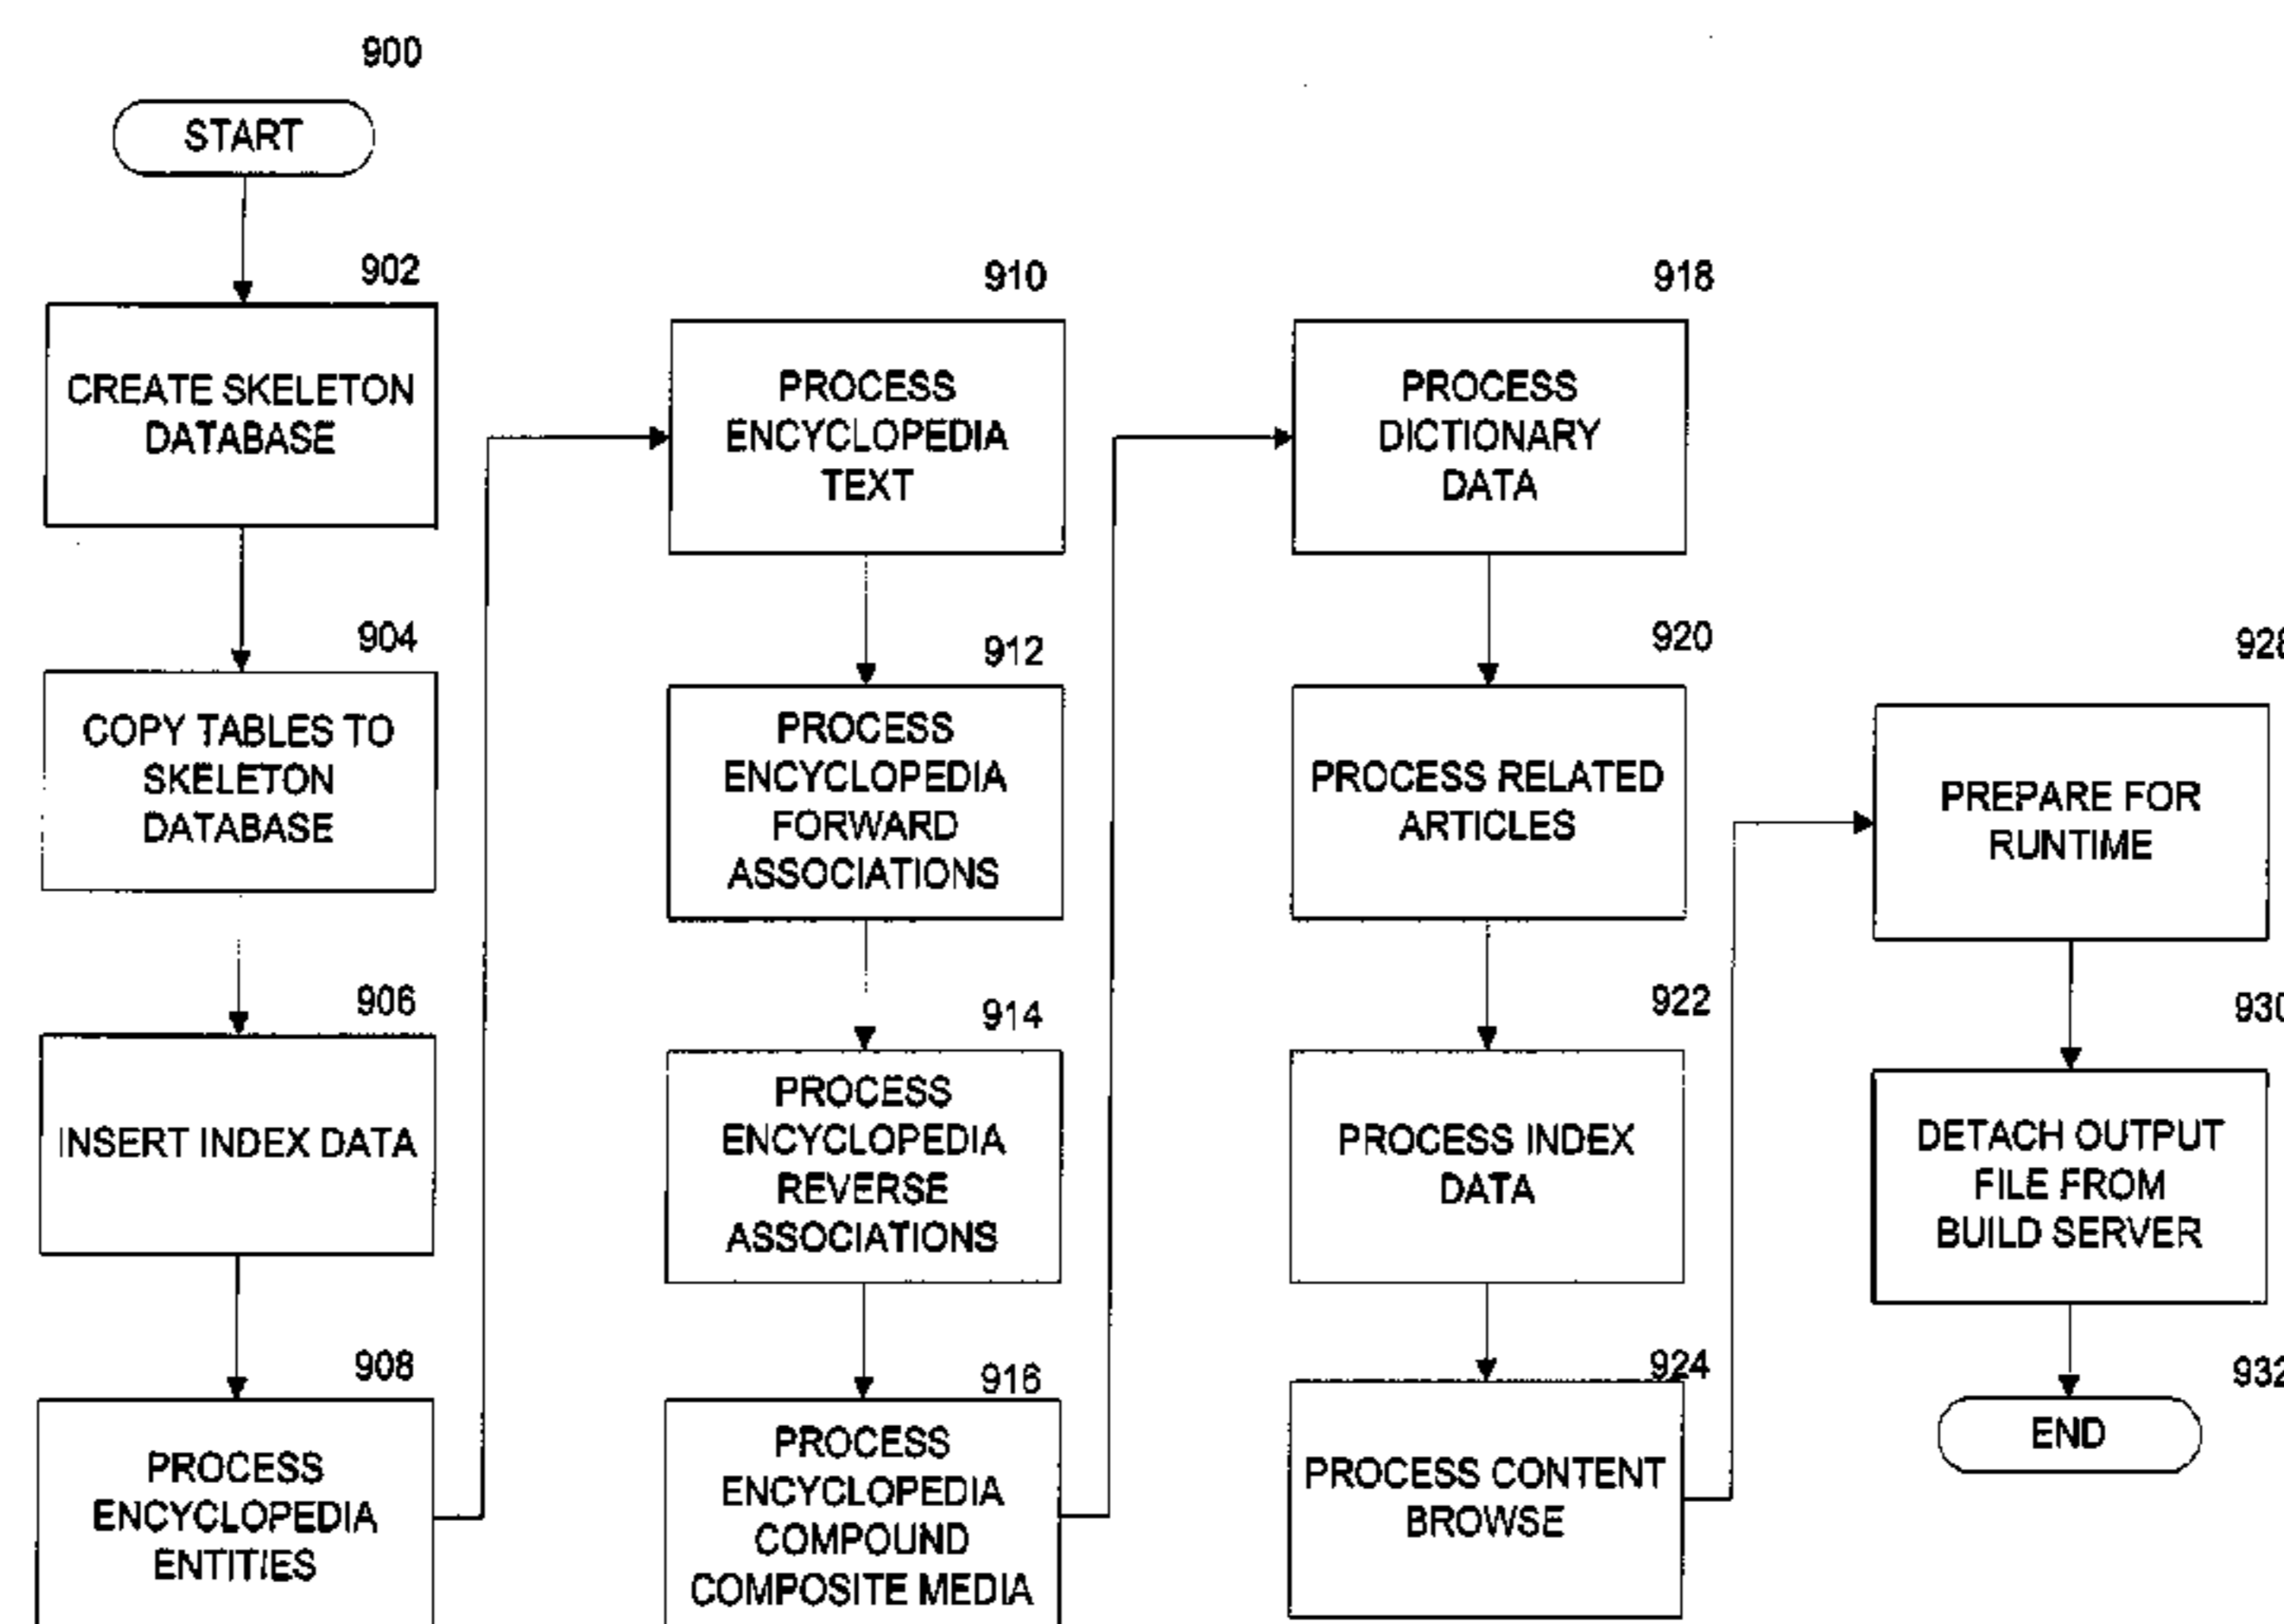 900
START
902
CREATE SKELETON
DATABASE
904
COPY TABLES TO
SKELETON
DATABASE
906
INSERT INDEX DATA
908
PROCESS
ENCYCLOPEDIA
ENTITIES
910
PROCESS
ENCYCLOPEDIA
TEXT
912
PROCESS
ENCYCLOPEDIA
FORWARD
ASSOCIATIONS
914
PROCESS
ENCYCLOPEDIA
REVERSE
ASSOCIATIONS
916
PROCESS
ENCYCLOPEDIA
COMPOUND
COMPOSITE MEDIA
918
PROCESS
DICTIONARY
DATA
920
PROCESS RELATED
ARTICLES
922
PROCESS INDEX
DATA
924
PROCESS CONTENT
BROWSE
928
PREPARE FOR
RUNTIME
930
DETACH OUTPUT
FILE FROM
BUILD SERVER
932
END